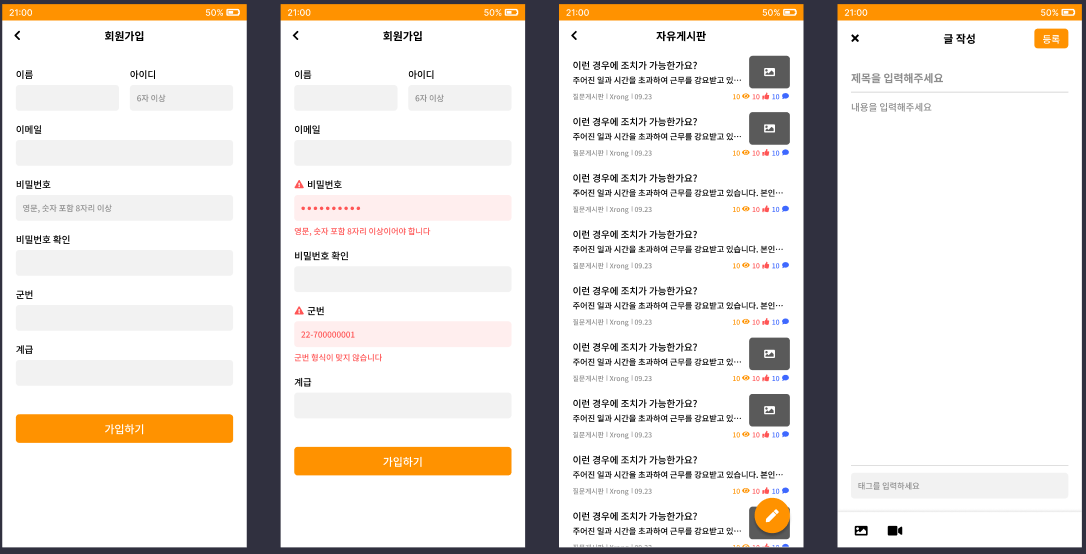 21:00 50%
회원가입
이름 아이디
6자 이상
이메일
비밀번호
영문, 숫자 포함 8자리 이상
비밀번호 확인
군번
계급
가입하기
21:00 50%
회원가입
이름 아이디
6자 이상
이메일
비밀번호
영문, 숫자 포함 8자리 이상이어야 합니다
비밀번호 확인
군번
22-700000001
군번 형식이 맞지 않습니다
계급
가입하기
21:00 50%
자유게시판
이런 경우에 조치가 가능한가요?
주어진 일과 시간을 초과하여 근무를 강요받고 있…
질문게시판 | Xrong | 09.23 10 10 10
이런 경우에 조치가 가능한가요?
주어진 일과 시간을 초과하여 근무를 강요받고 있…
질문게시판 | Xrong | 09.23 10 10 10
이런 경우에 조치가 가능한가요?
주어진 일과 시간을 초과하여 근무를 강요받고 있습니다. 본인…
질문게시판 | Xrong | 09.23 10 10 10
이런 경우에 조치가 가능한가요?
주어진 일과 시간을 초과하여 근무를 강요받고 있습니다. 본인…
질문게시판 | Xrong | 09.23 10 10 10
이런 경우에 조치가 가능한가요?
주어진 일과 시간을 초과하여 근무를 강요받고 있습니다. 본인…
질문게시판 | Xrong | 09.23 10 10 10
이런 경우에 조치가 가능한가요?
주어진 일과 시간을 초과하여 근무를 강요받고 있…
질문게시판 | Xrong | 09.23 10 10 10
이런 경우에 조치가 가능한가요?
주어진 일과 시간을 초과하여 근무를 강요받고 있…
질문게시판 | Xrong | 09.23 10 10 10
이런 경우에 조치가 가능한가요?
주어진 일과 시간을 초과하여 근무를 강요받고 있습니다. 본인…
질문게시판 | Xrong | 09.23 10 10 10
이런 경우에 조치가 가능한가요?
주어진 일과 시간을 초과하여 근무를 강요받고 있…
21:00 50%
글 작성 등록
제목을 입력해주세요
내용을 입력해주세요
태그를 입력하세요